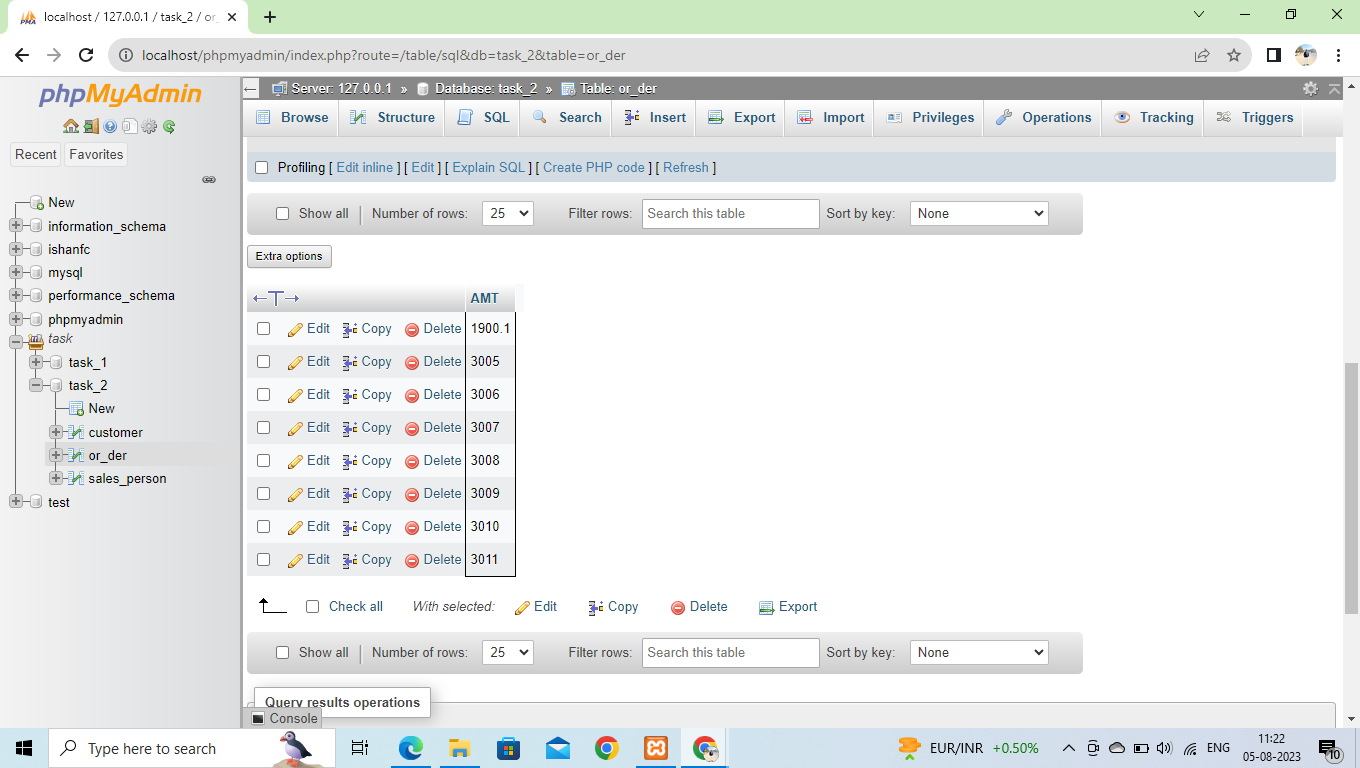 localhost / 127.0.0.1 / task_2 / or_
localhost/phpmyadmin/index.php?route=/table/sql&db=task_2&table=or_der
phpMyAdmin
Recent Favorites
New
information_schema
ishanfc
mysql
performance_schema
phpmyadmin
task
task_1
task_2
New
customer
or_der
sales_person
test
Server: 127.0.0.1 » Database: task_2 » Table: or_der
Browse Structure SQL Search Insert Export Import Privileges Operations Tracking Triggers
Profiling [ Edit inline ] [ Edit ] [ Explain SQL ] [ Create PHP code ] [ Refresh ]
Show all | Number of rows: 25 Filter rows: Search this table Sort by key: None
Extra options
←T→ AMT
Edit Copy Delete 1900.1
Edit Copy Delete 3005
Edit Copy Delete 3006
Edit Copy Delete 3007
Edit Copy Delete 3008
Edit Copy Delete 3009
Edit Copy Delete 3010
Edit Copy Delete 3011
Check all With selected: Edit Copy Delete Export
Show all | Number of rows: 25 Filter rows: Search this table Sort by key: None
Query results operations
Console
Type here to search
EUR/INR +0.50%
ENG
11:22
05-08-2023
10